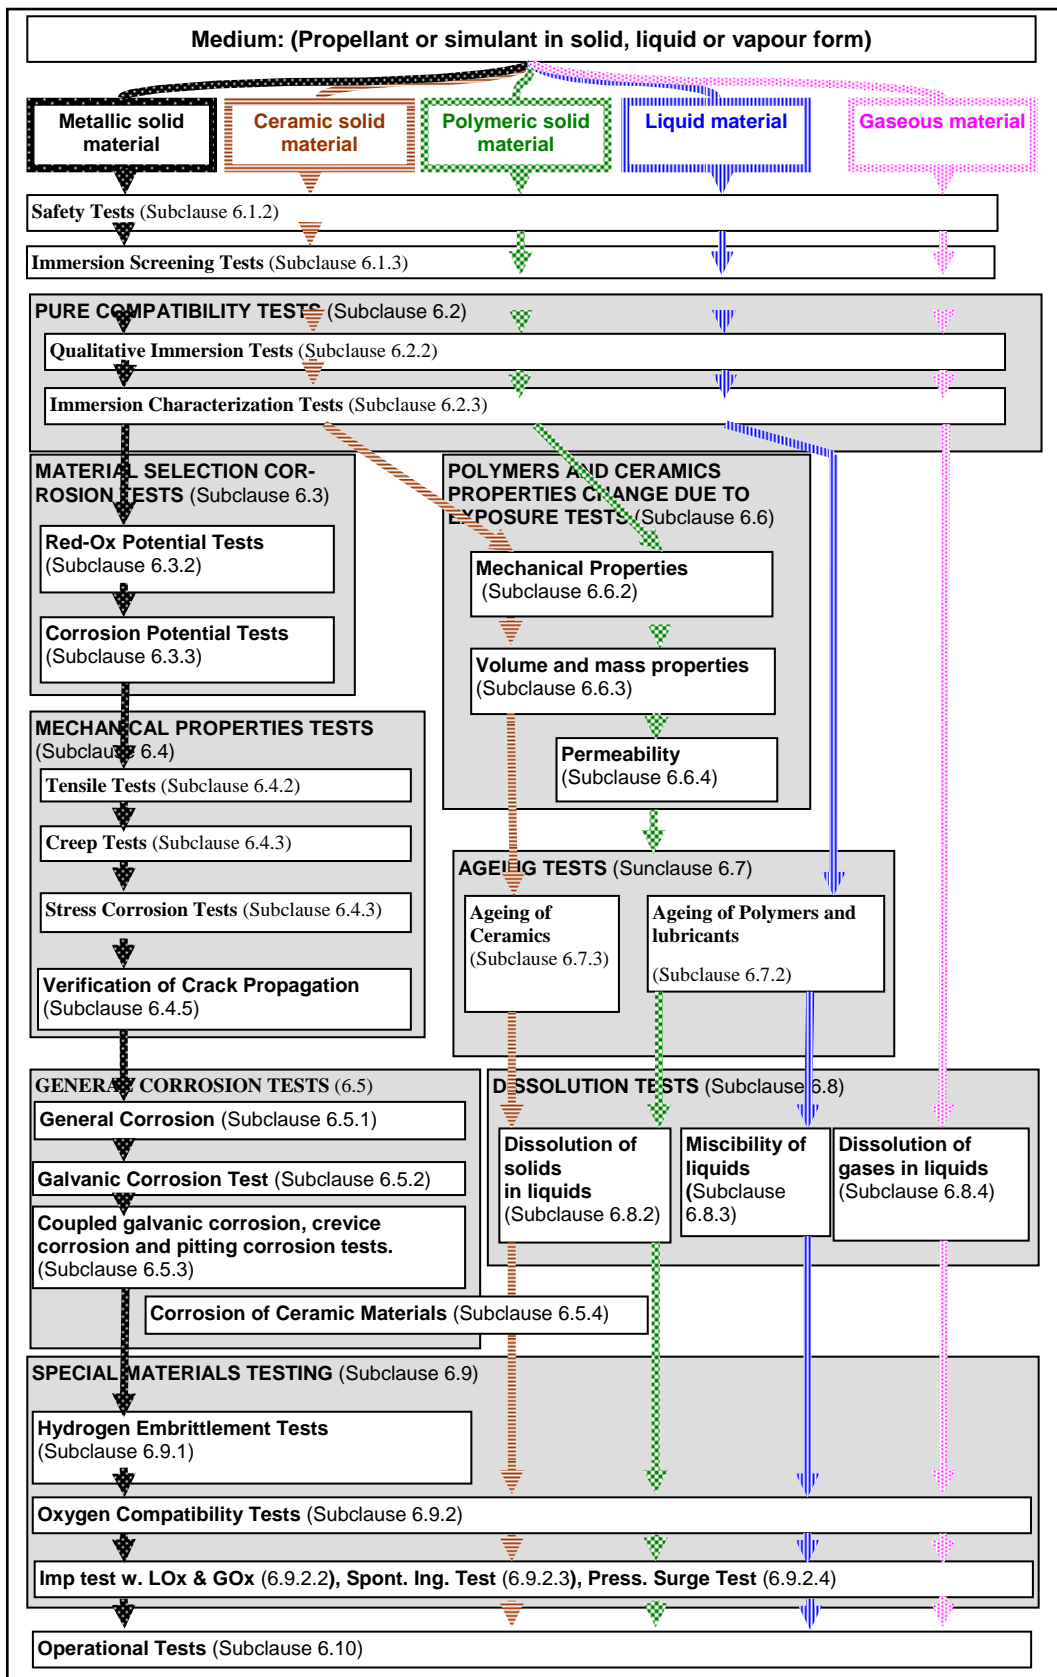 Medium: (Propellant or simulant in solid, liquid or vapour form)
Metallic solid
material
Ceramic solid
material
Polymeric solid
material
Liquid material
Gaseous material
Safety Tests (Subclause 6.1.2)
Immersion Screening Tests (Subclause 6.1.3)
PURE COMPATIBILITY TESTS (Subclause 6.2)
Qualitative Immersion Tests (Subclause 6.2.2)
Immersion Characterization Tests (Subclause 6.2.3)
MATERIAL SELECTION COR-
ROSION TESTS (Subclause 6.3)
Red-Ox Potential Tests
(Subclause 6.3.2)
Corrosion Potential Tests
(Subclause 6.3.3)
MECHANICAL PROPERTIES TESTS
(Subclause 6.4)
Tensile Tests (Subclause 6.4.2)
Creep Tests (Subclause 6.4.3)
Stress Corrosion Tests (Subclause 6.4.3)
Verification of Crack Propagation
(Subclause 6.4.5)
POLYMERS AND CERAMICS
PROPERTIES CHANGE DUE TO
EXPOSURE TESTS (Subclause 6.6)
Mechanical Properties
(Subclause 6.6.2)
Volume and mass properties
(Subclause 6.6.3)
Permeability
(Subclause 6.6.4)
AGEING TESTS (Sunclause 6.7)
Ageing of
Ceramics
(Subclause 6.7.3)
Ageing of Polymers and
lubricants
(Subclause 6.7.2)
GENERAL CORROSION TESTS (6.5)
General Corrosion (Subclause 6.5.1)
Galvanic Corrosion Test (Subclause 6.5.2)
Coupled galvanic corrosion, crevice
corrosion and pitting corrosion tests.
(Subclause 6.5.3)
Corrosion of Ceramic Materials (Subclause 6.5.4)
DISSOLUTION TESTS (Subclause 6.8)
Dissolution of
solids
in liquids
(Subclause 6.8.2)
Miscibility of
liquids
(Subclause
6.8.3)
Dissolution of
gases in liquids
(Subclause 6.8.4)
SPECIAL MATERIALS TESTING (Subclause 6.9)
Hydrogen Embrittlement Tests
(Subclause 6.9.1)
Oxygen Compatibility Tests (Subclause 6.9.2)
Imp test w. LOx & GOx (6.9.2.2), Spont. Ing. Test (6.9.2.3), Press. Surge Test (6.9.2.4)
Operational Tests (Subclause 6.10)